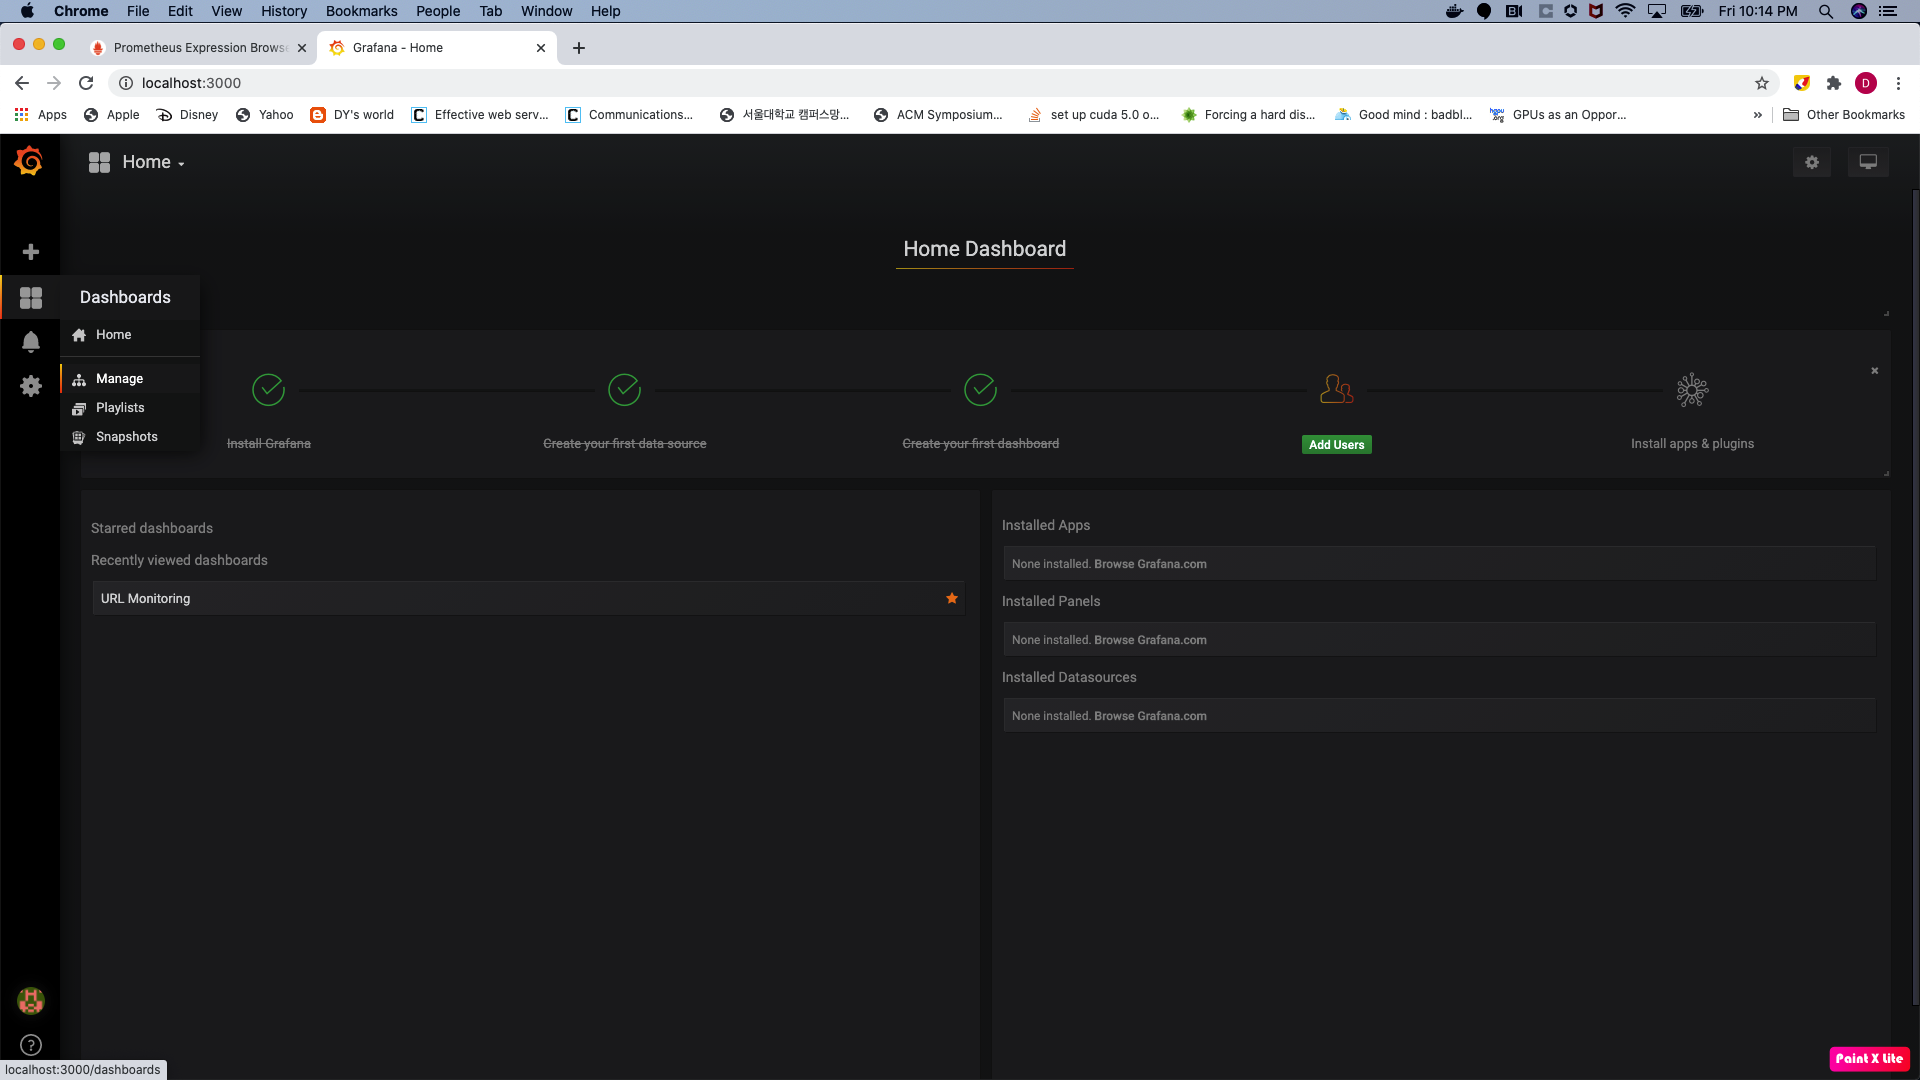 Chrome File Edit View History Bookmarks People Tab Window Help Fri 10:14 PM
Prometheus Expression Browse Grafana - Home
localhost:3000 D
Apps Apple Disney Yahoo DY's world Effective web serv... Communications... 서울대학교 캠퍼스망... ACM Symposium... set up cuda 5.0 o... Forcing a hard dis... Good mind : badbl... GPUs as an Oppor... » Other Bookmarks
Home
Home Dashboard
Dashboards
Home
Manage
Playlists
Snapshots
Install Grafana
Create your first data source
Create your first dashboard
Add Users
Install apps & plugins
Starred dashboards
Recently viewed dashboards
URL Monitoring
Installed Apps
None installed. Browse Grafana.com
Installed Panels
None installed. Browse Grafana.com
Installed Datasources
None installed. Browse Grafana.com
localhost:3000/dashboards
Paint X Lite